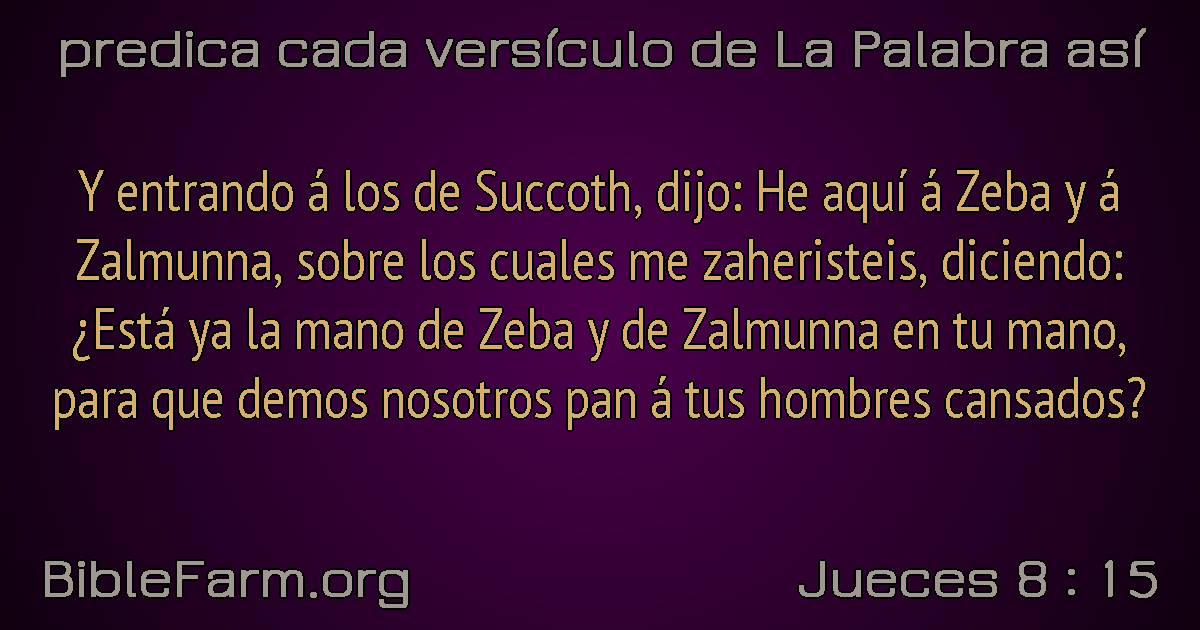 predica cada versículo de La Palabra así
Y entrando á los de Succoth, dijo: He aquí á Zeba y á
Zalmunna, sobre los cuales me zaheristeis, diciendo:
¿Está ya la mano de Zeba y de Zalmunna en tu mano,
para que demos nosotros pan á tus hombres cansados?
BibleFarm.org
Jueces 8 : 15